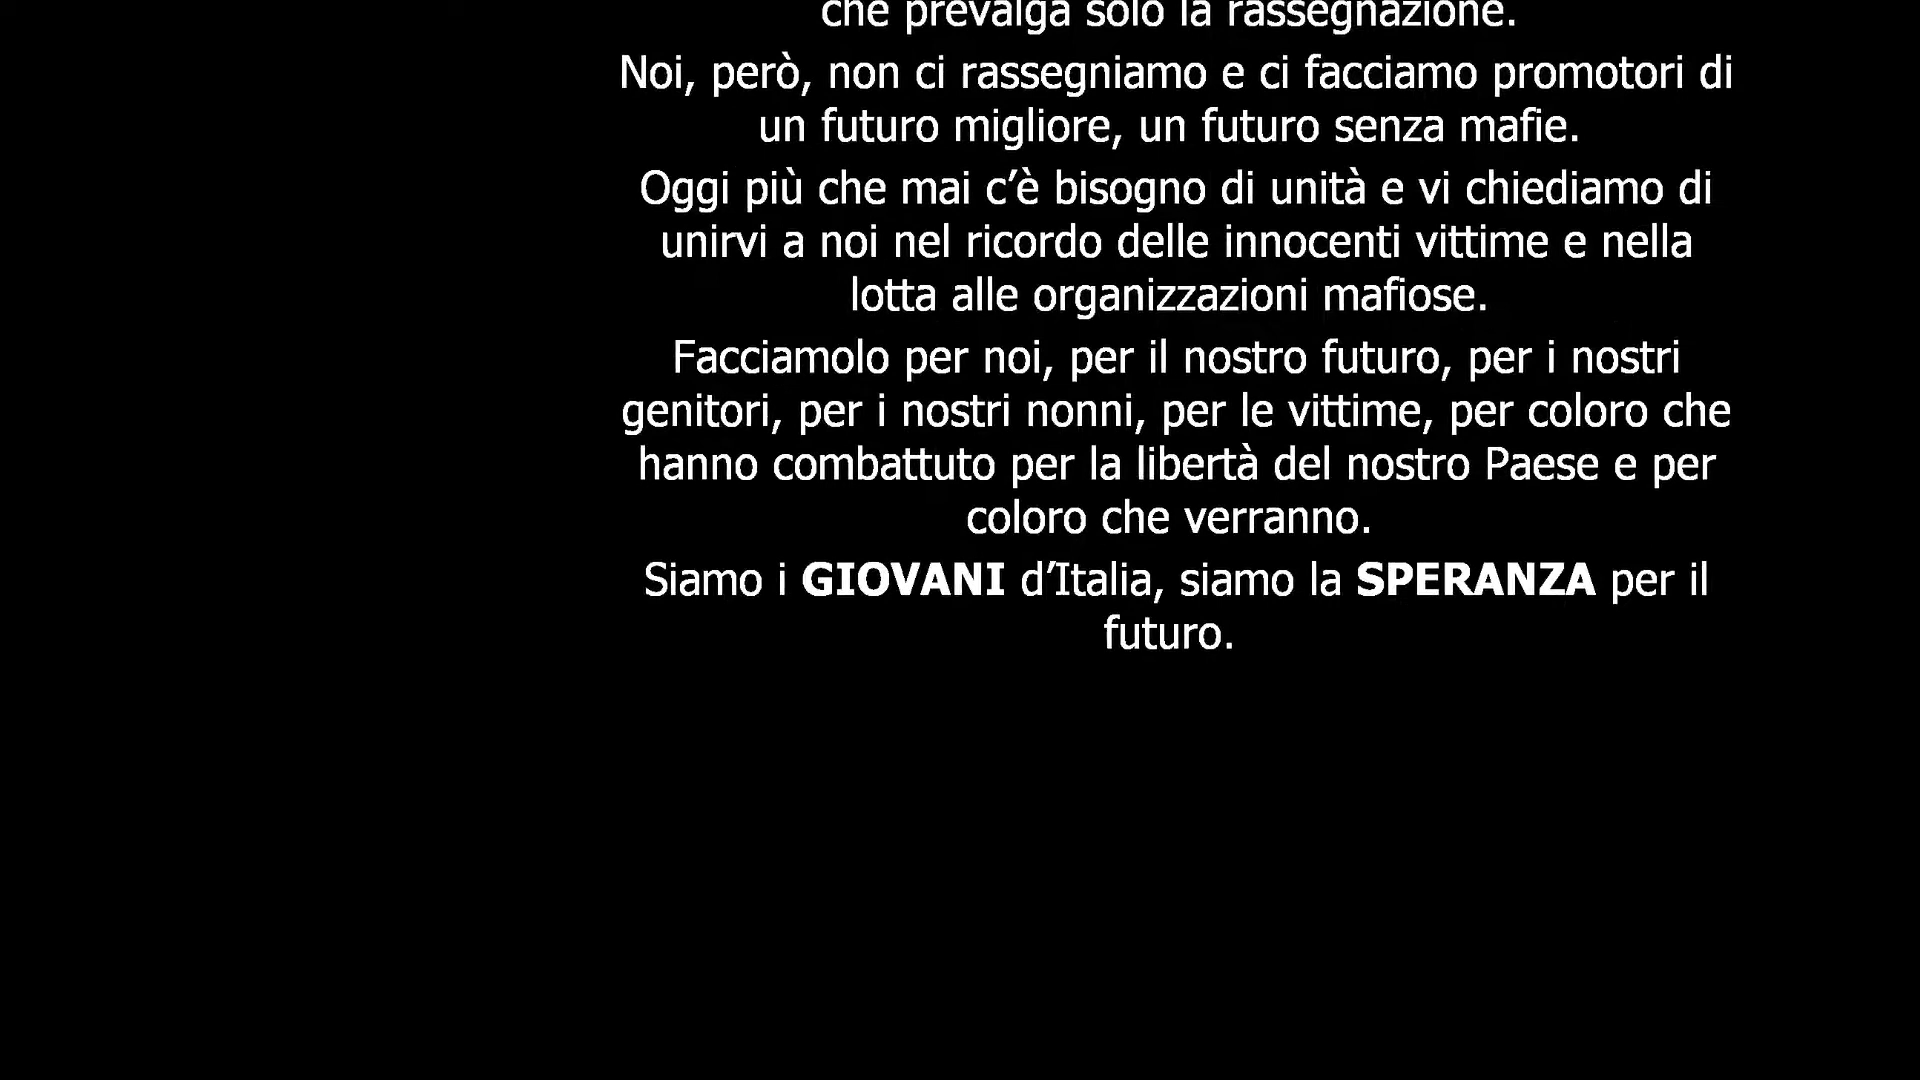 che prevalga solo la rassegnazione.
Noi, però, non ci rassegniamo e ci facciamo promotori di
un futuro migliore, un futuro senza mafie.
Oggi più che mai c’è bisogno di unità e vi chiediamo di
unirvi a noi nel ricordo delle innocenti vittime e nella
lotta alle organizzazioni mafiose.
Facciamolo per noi, per il nostro futuro, per i nostri
genitori, per i nostri nonni, per le vittime, per coloro che
hanno combattuto per la libertà del nostro Paese e per
coloro che verranno.
Siamo i GIOVANI d’Italia, siamo la SPERANZA per il
futuro.